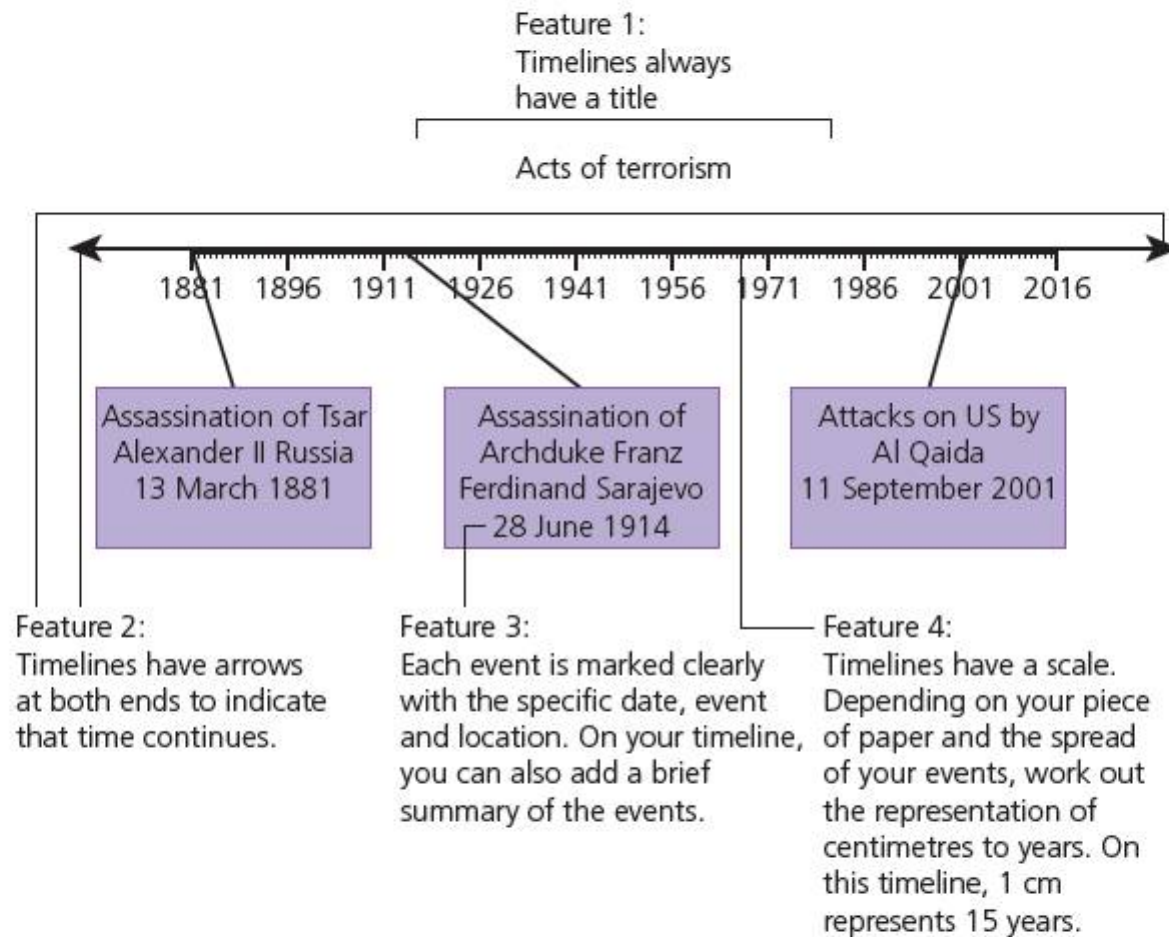 Feature 1:
Timelines always
have a title
Acts of terrorism
1881 1896 1911 1926 1941 1956 1971 1986 2001 2016
Assassination of Tsar
Alexander II Russia
13 March 1881
Assassination of
Archduke Franz
Ferdinand Sarajevo
28 June 1914
Attacks on US by
Al Qaida
11 September 2001
Feature 2:
Timelines have arrows
at both ends to indicate
that time continues.
Feature 3:
Each event is marked clearly
with the specific date, event
and location. On your timeline,
you can also add a brief
summary of the events.
Feature 4:
Timelines have a scale.
Depending on your piece
of paper and the spread
of your events, work out
the representation of
centimetres to years. On
this timeline, 1 cm
represents 15 years.